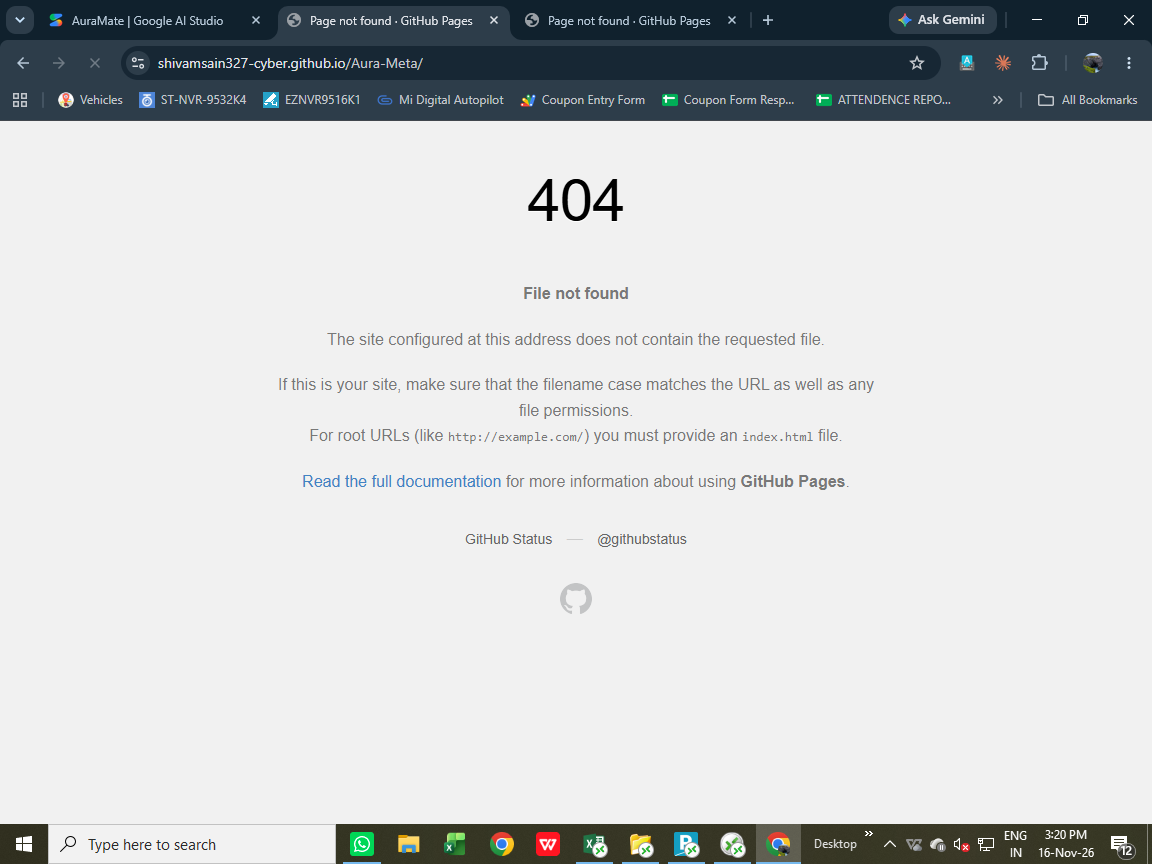 AuraMate | Google AI Studio
Page not found · GitHub Pages
Page not found · GitHub Pages
Ask Gemini
shivamsain327-cyber.github.io/Aura-Meta/
Vehicles
ST-NVR-9532K4
EZNVR9516K1
Mi Digital Autopilot
Coupon Entry Form
Coupon Form Resp...
ATTENDENCE REPO...
All Bookmarks
404
File not found
The site configured at this address does not contain the requested file.
If this is your site, make sure that the filename case matches the URL as well as any
file permissions.
For root URLs (like http://example.com/) you must provide an index.html file.
Read the full documentation for more information about using GitHub Pages.
GitHub Status — @githubstatus
Type here to search
Desktop
ENG
IN
3:20 PM
16-Nov-26
12